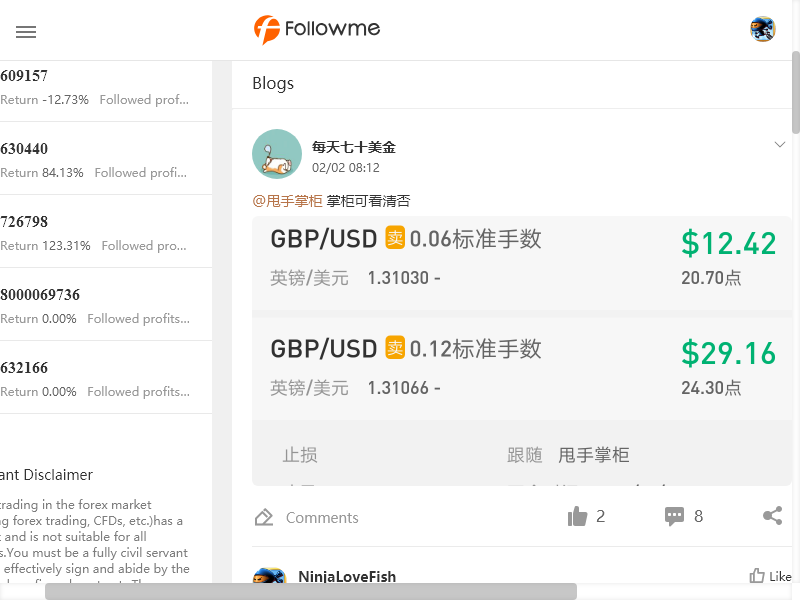 Followme
609157
Return -12.73% Followed prof...
630440
Return 84.13% Followed profi...
726798
Return 123.31% Followed pro...
8000069736
Return 0.00% Followed profits...
632166
Return 0.00% Followed profits...
ant Disclaimer
trading in the forex market
ng forex trading, CFDs, etc.)has a
and is not suitable for all
s.You must be a fully civil servant
effectively sign and abide by the
Blogs
每天七十美金
02/02 08:12
@甩手掌柜 掌柜可看清否
GBP/USD 卖 0.06标准手数
$12.42
英镑/美元 1.31030 -
20.70点
GBP/USD 卖 0.12标准手数
$29.16
英镑/美元 1.31066 -
24.30点
止损 跟随 甩手掌柜
Comments 2 8
NinjaLoveFish
Like